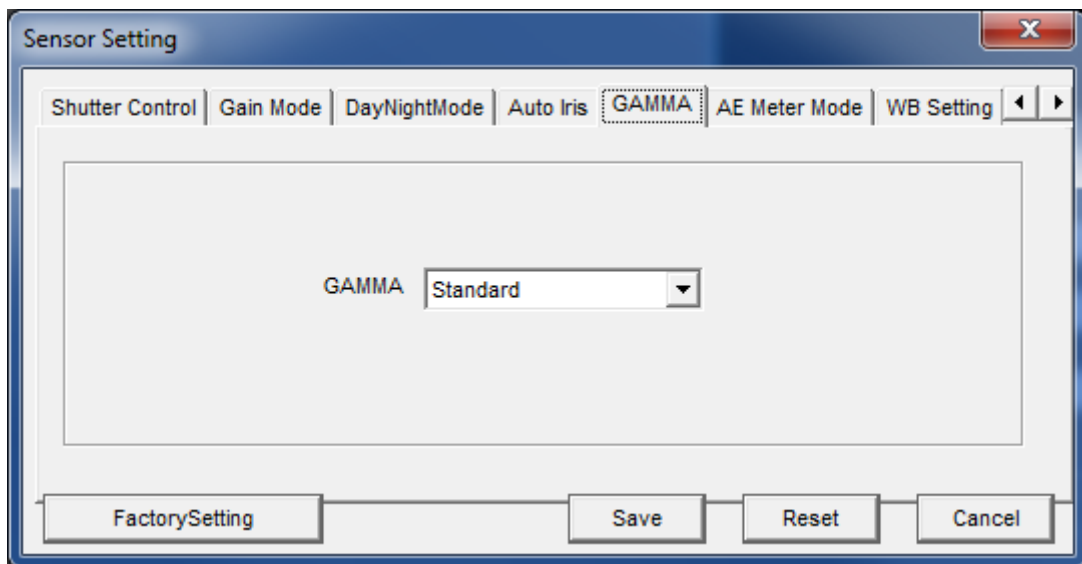 Sensor Setting
Shutter Control Gain Mode DayNightMode Auto Iris GAMMA AE Meter Mode WB Setting
GAMMA Standard
FactorySetting Save Reset Cancel